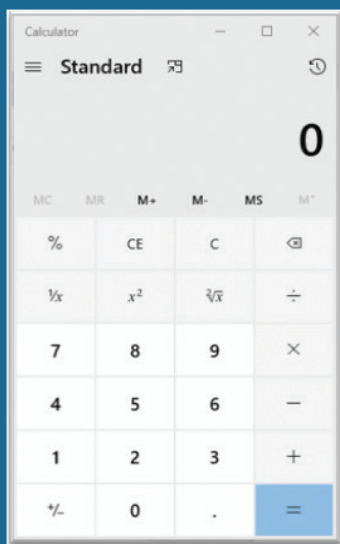 Calculator
Standard
0
MC MR M+ M- MS M˅
% CE C
⅟x x² ²√x ÷
7 8 9 ×
4 5 6 −
1 2 3 +
+/− 0 . =